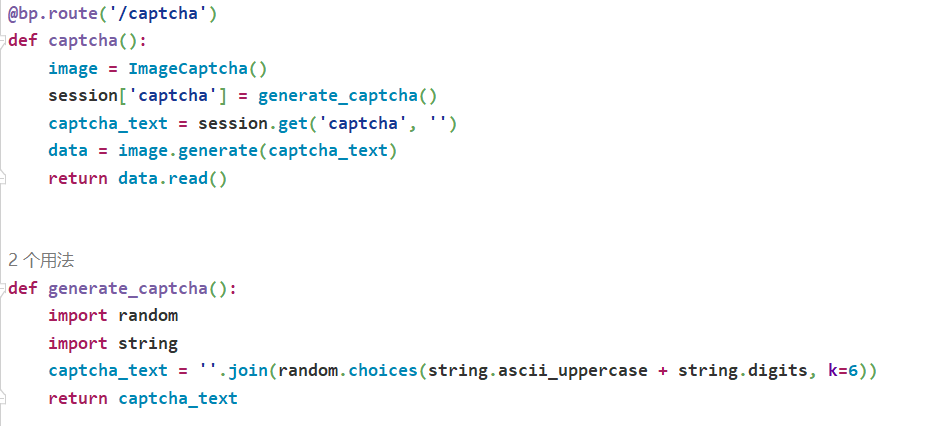 @bp.route('/captcha')
def captcha():
    image = ImageCaptcha()
    session['captcha'] = generate_captcha()
    captcha_text = session.get('captcha', '')
    data = image.generate(captcha_text)
    return data.read()
2 个用法
def generate_captcha():
    import random
    import string
    captcha_text = ''.join(random.choices(string.ascii_uppercase + string.digits, k=6))
    return captcha_text